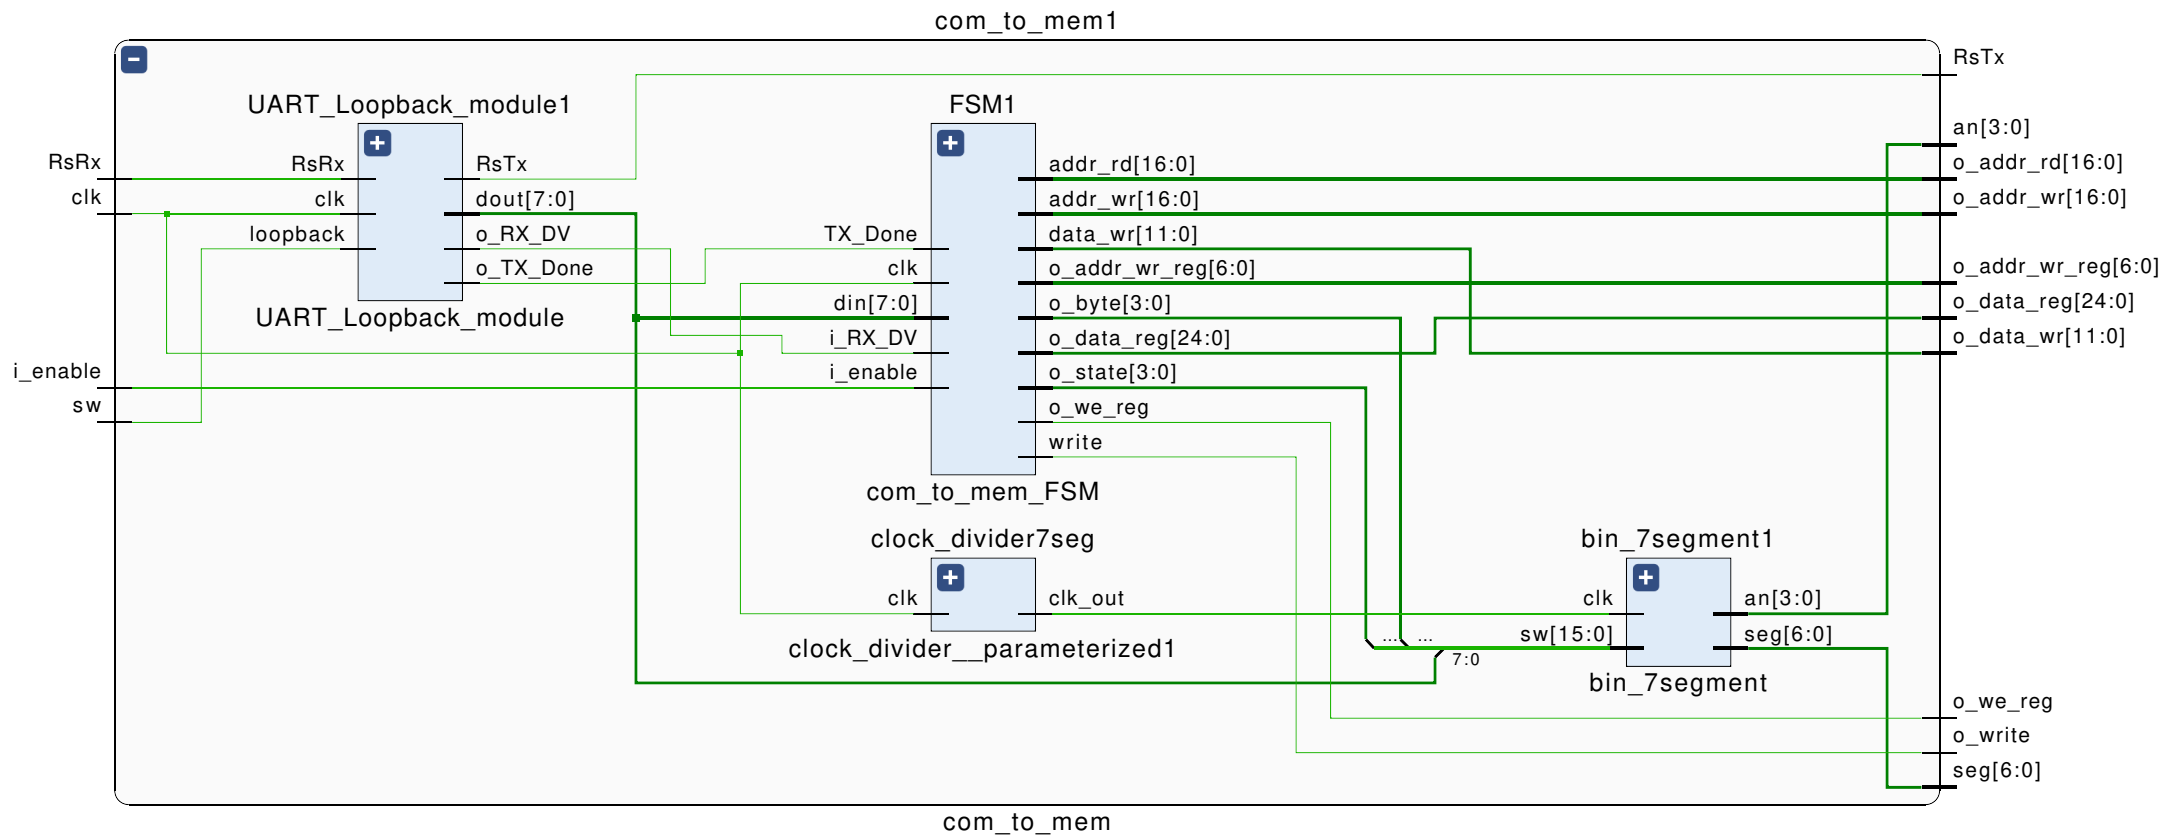 com_to_mem1
RsRx
clk
i_enable
sw
UART_Loopback_module1
RsRx
clk
loopback
RsTx
dout[7:0]
o_RX_DV
o_TX_Done
UART_Loopback_module
FSM1
TX_Done
clk
din[7:0]
i_RX_DV
i_enable
addr_rd[16:0]
addr_wr[16:0]
data_wr[11:0]
o_addr_wr_reg[6:0]
o_byte[3:0]
o_data_reg[24:0]
o_state[3:0]
o_we_reg
write
com_to_mem_FSM
clock_divider7seg
clk
clk_out
clock_divider__parameterized1
bin_7segment1
clk
.... ...
sw[15:0]
7:0
an[3:0]
seg[6:0]
bin_7segment
RsTx
an[3:0]
o_addr_rd[16:0]
o_addr_wr[16:0]
o_addr_wr_reg[6:0]
o_data_reg[24:0]
o_data_wr[11:0]
o_we_reg
o_write
seg[6:0]
com_to_mem